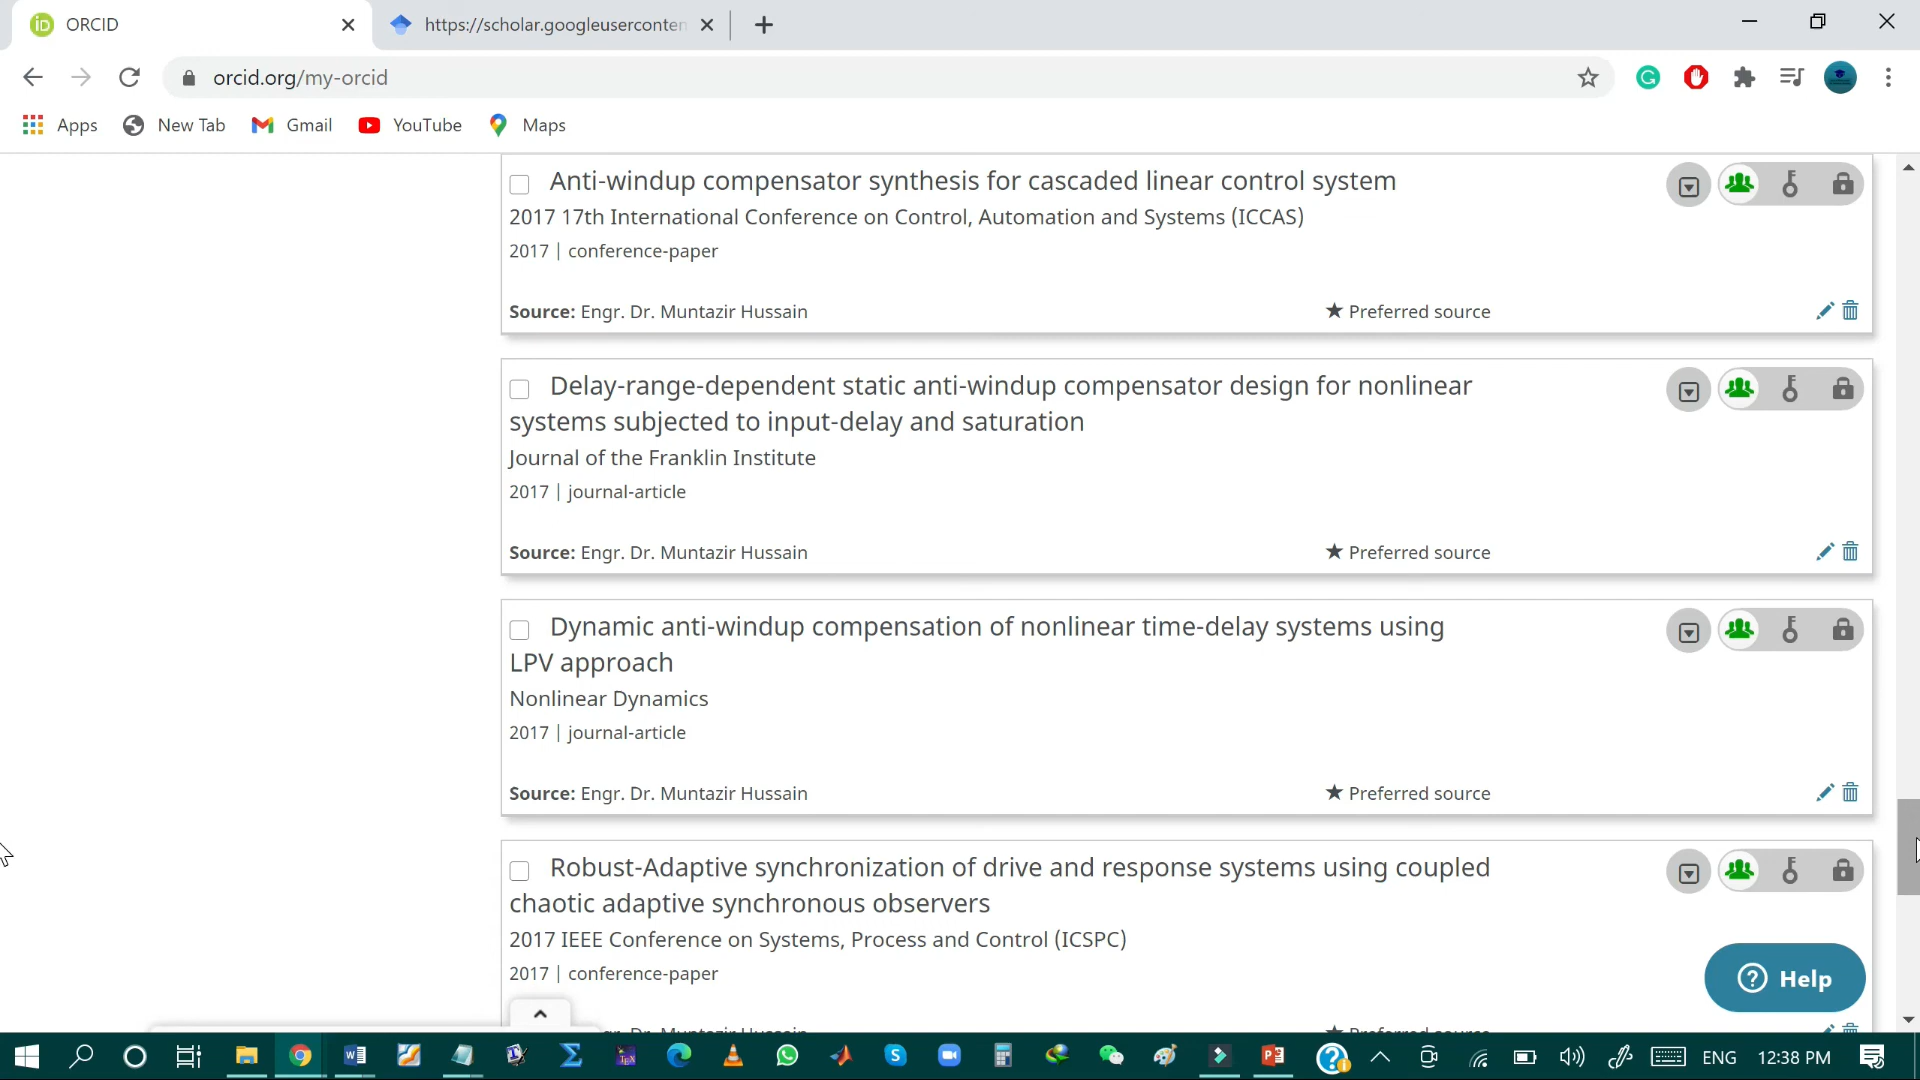 ORCID
https://scholar.googleuserconten
orcid.org/my-orcid
Apps
New Tab
Gmail
YouTube
Maps
Anti-windup compensator synthesis for cascaded linear control system
2017 17th International Conference on Control, Automation and Systems (ICCAS)
2017 | conference-paper
Source: Engr. Dr. Muntazir Hussain
★ Preferred source
Delay-range-dependent static anti-windup compensator design for nonlinear
systems subjected to input-delay and saturation
Journal of the Franklin Institute
2017 | journal-article
Source: Engr. Dr. Muntazir Hussain
★ Preferred source
Dynamic anti-windup compensation of nonlinear time-delay systems using
LPV approach
Nonlinear Dynamics
2017 | journal-article
Source: Engr. Dr. Muntazir Hussain
★ Preferred source
Robust-Adaptive synchronization of drive and response systems using coupled
chaotic adaptive synchronous observers
2017 IEEE Conference on Systems, Process and Control (ICSPC)
2017 | conference-paper
Help
ENG
12:38 PM